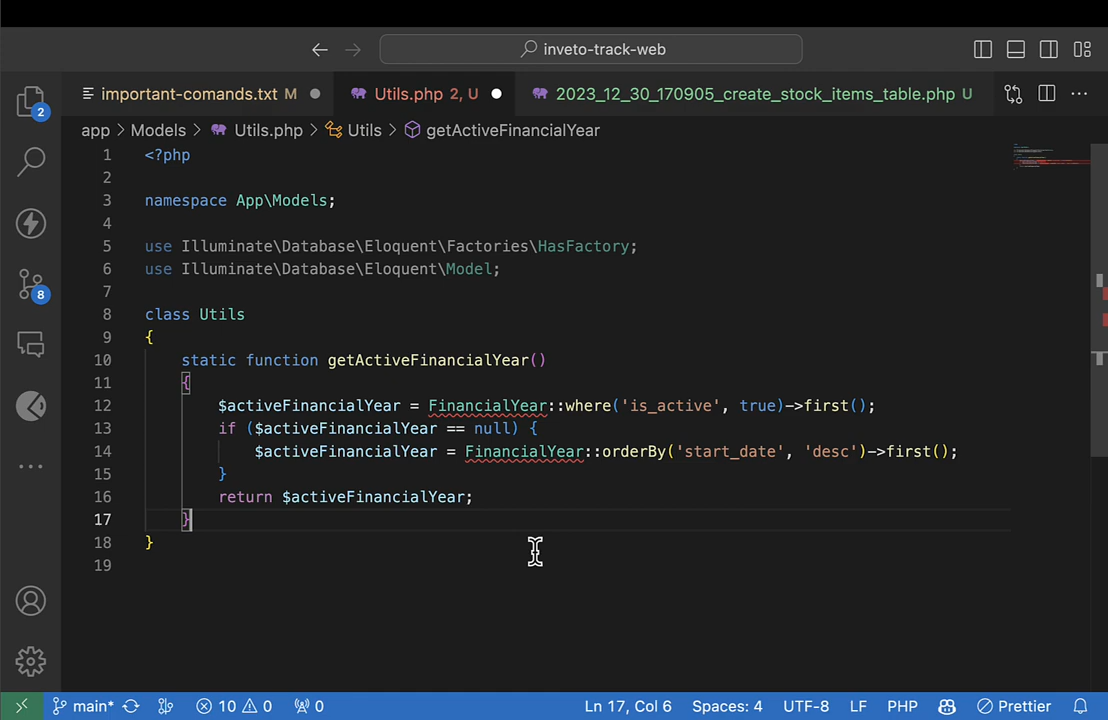 inveto-track-web
important-comands.txt M
Utils.php 2, U
2023_12_30_170905_create_stock_items_table.php U
app > Models > Utils.php > Utils > getActiveFinancialYear
1 <?php
2
3 namespace App\Models;
4
5 use Illuminate\Database\Eloquent\Factories\HasFactory;
6 use Illuminate\Database\Eloquent\Model;
7
8 class Utils
9 {
10 static function getActiveFinancialYear()
11 {
12 $activeFinancialYear = FinancialYear::where('is_active', true)->first();
13 if ($activeFinancialYear == null) {
14 $activeFinancialYear = FinancialYear::orderBy('start_date', 'desc')->first();
15 }
16 return $activeFinancialYear;
17 }
18 }
19
2
8
main* 10 0 0 Ln 17, Col 6 Spaces: 4 UTF-8 LF PHP Prettier